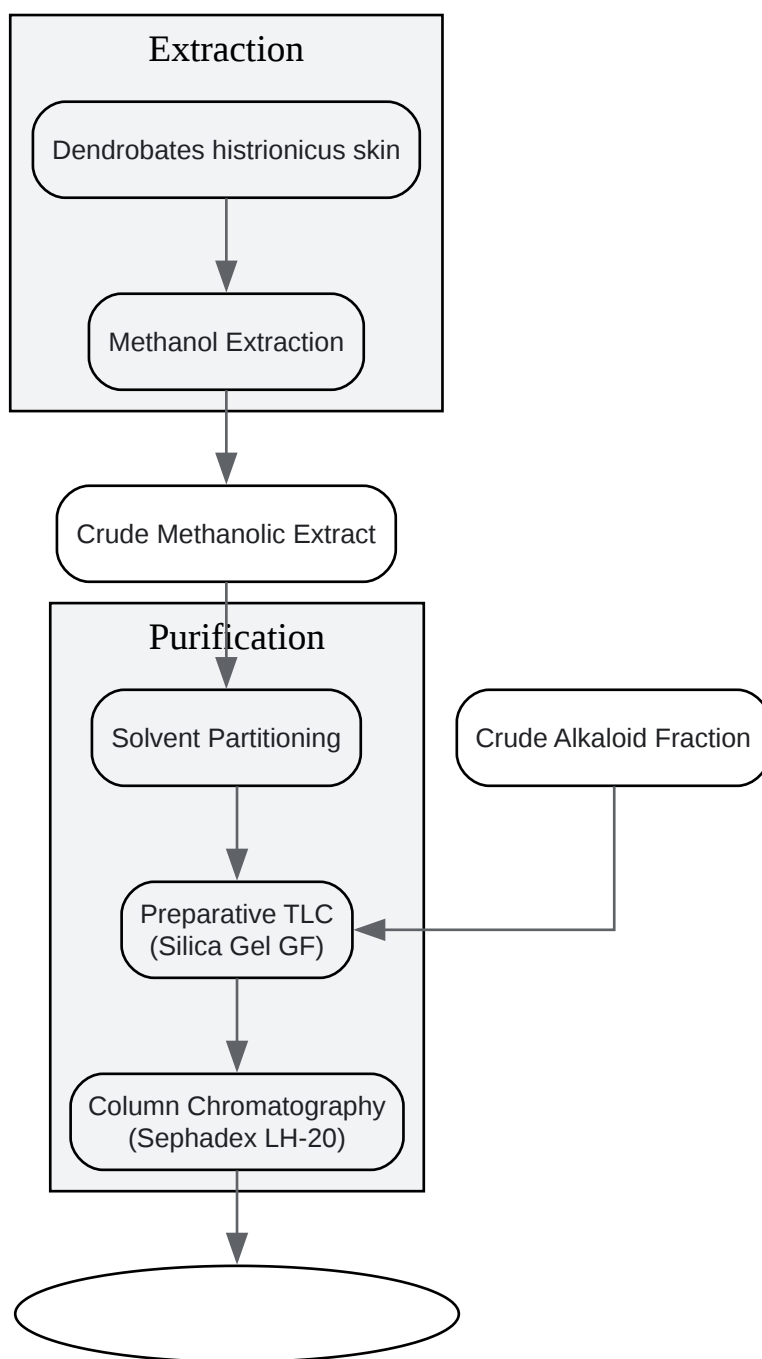 Extraction
Dendrobates histrionicus skin
Methanol Extraction
Crude Methanolic Extract
Purification
Solvent Partitioning
Crude Alkaloid Fraction
Preparative TLC
(Silica Gel GF)
Column Chromatography
(Sephadex LH-20)